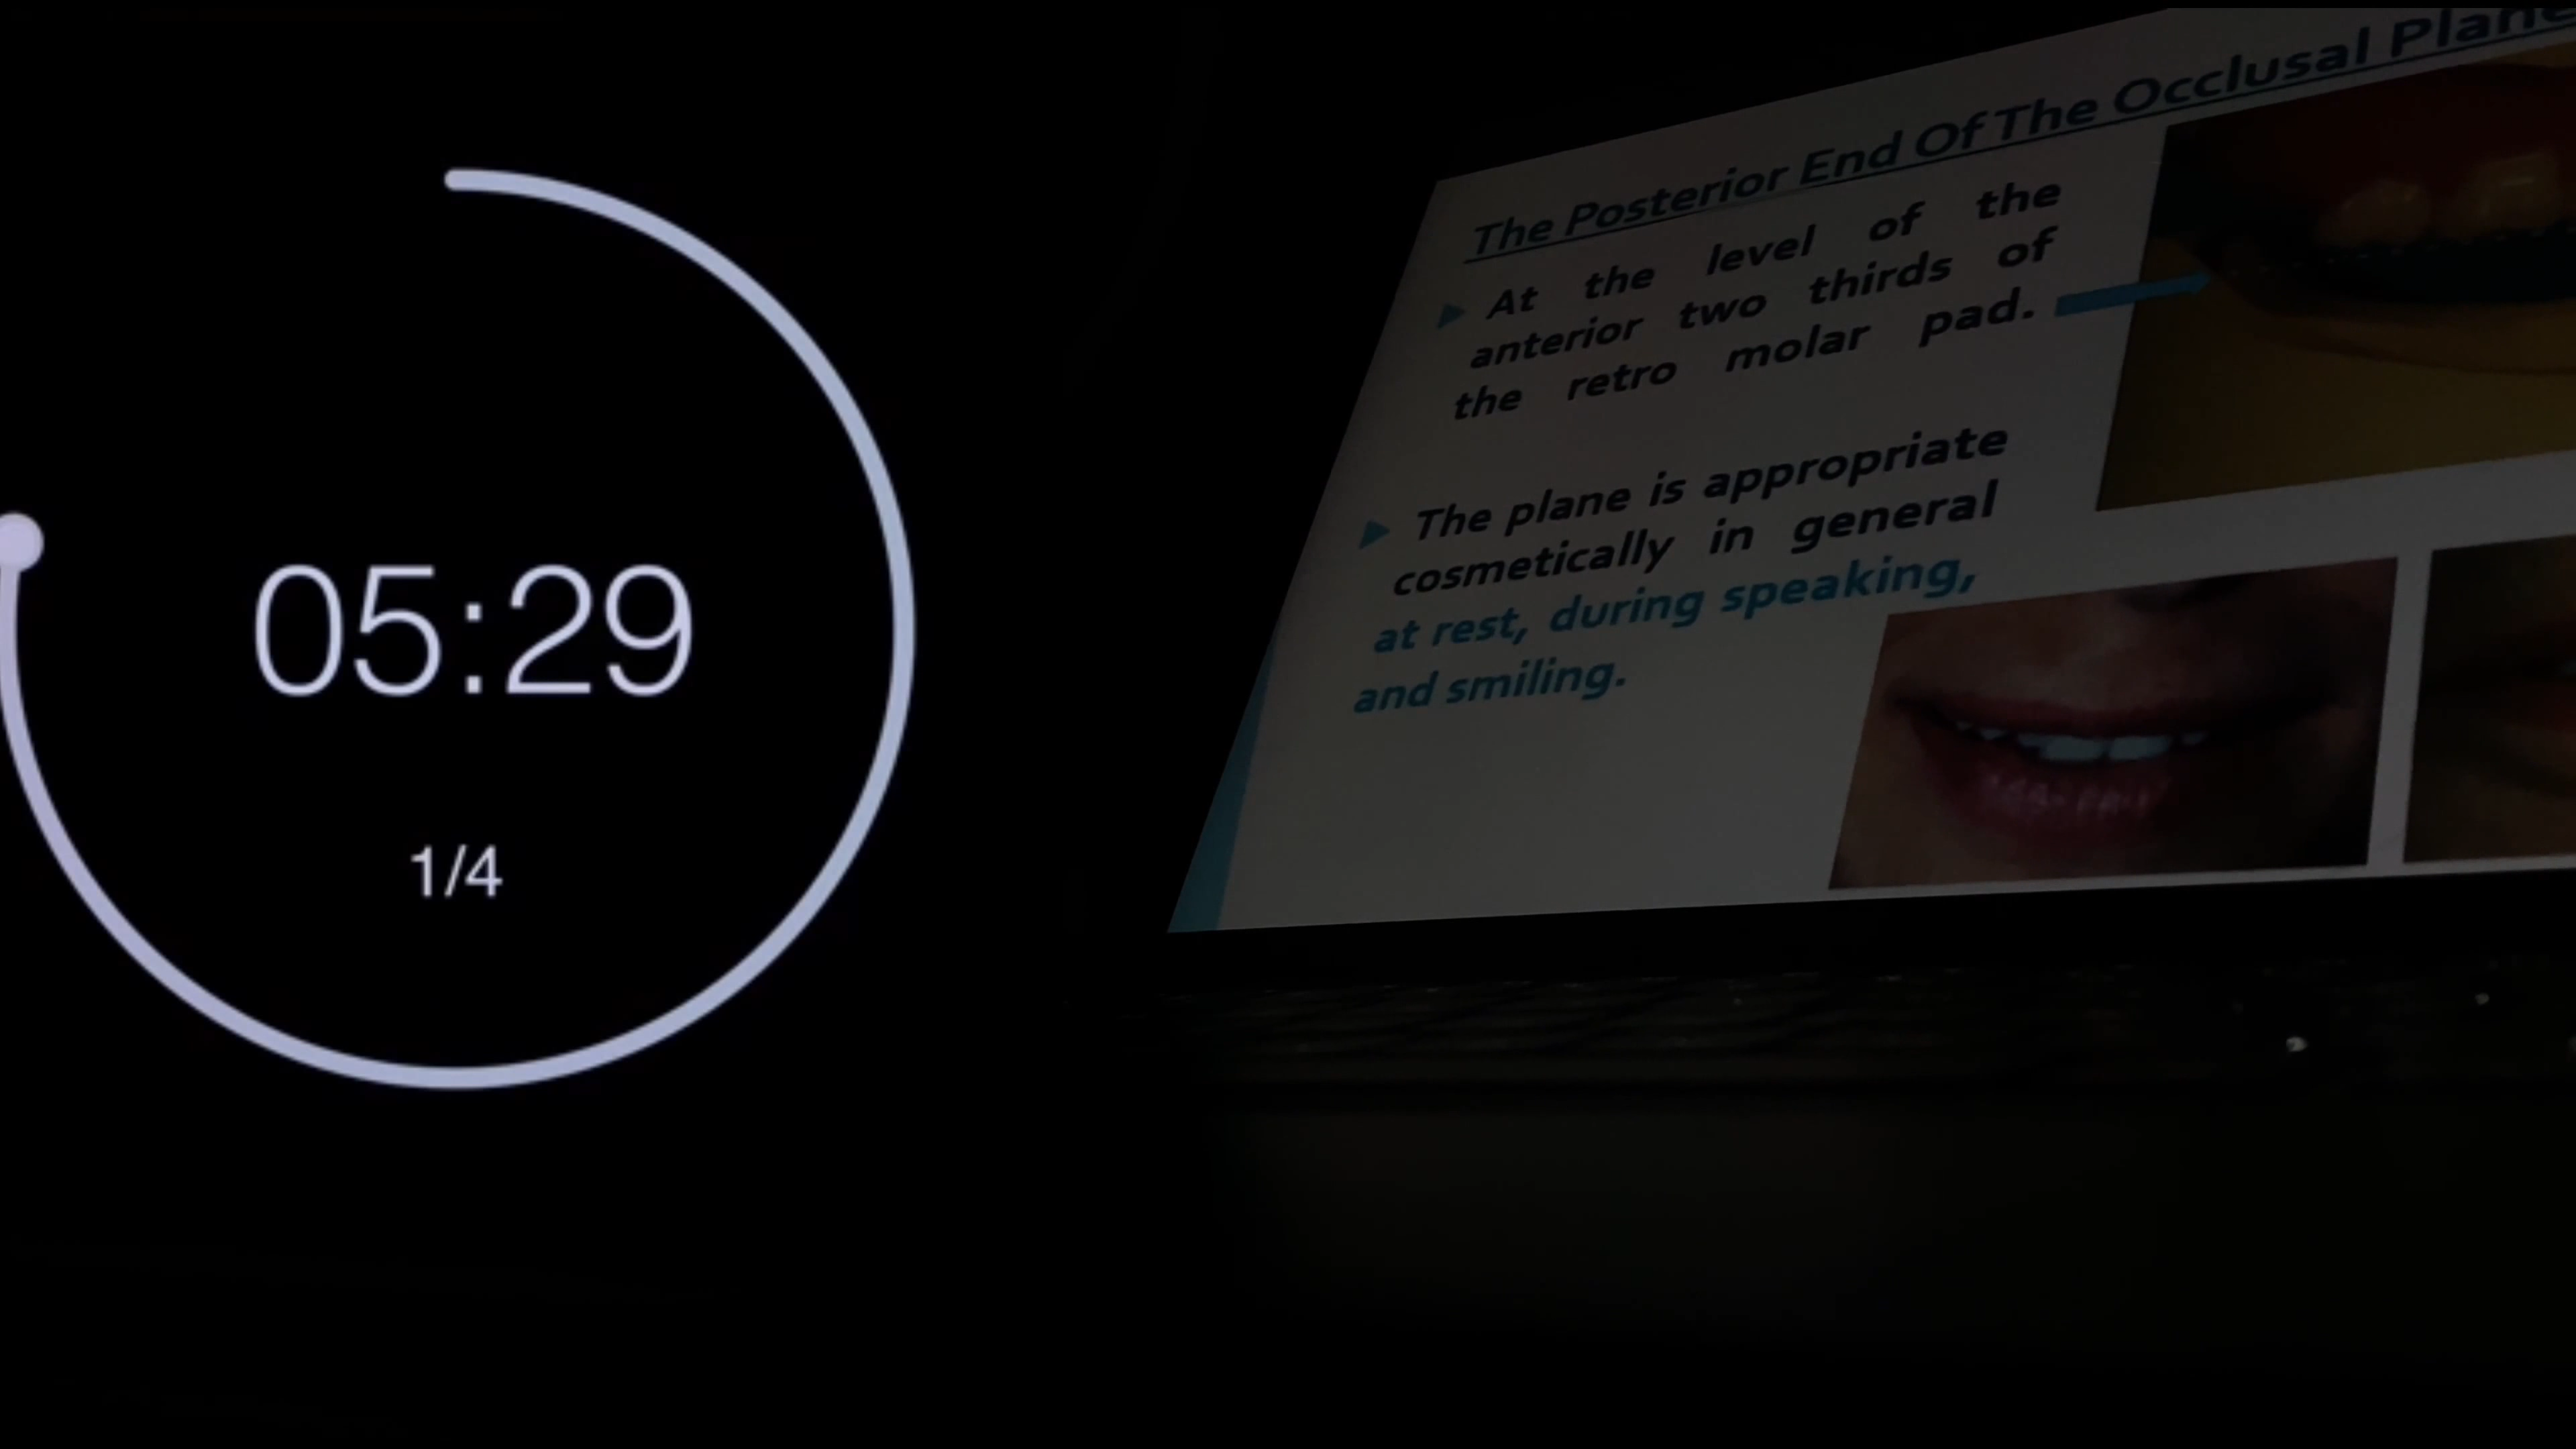 05:29
1/4
The Posterior End Of The Occlusal Plane
At the level of the
anterior two thirds of
the retro molar pad.
The plane is appropriate
cosmetically in general
at rest, during speaking,
and smiling.